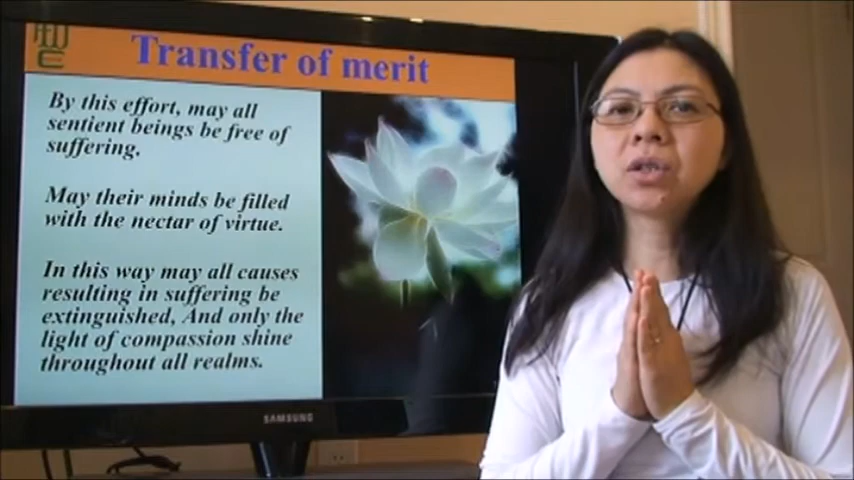 Transfer of merit
By this effort, may all
sentient beings be free of
suffering.
May their minds be filled
with the nectar of virtue.
In this way may all causes
resulting in suffering be
extinguished, And only the
light of compassion shine
throughout all realms.
SAMSUNG